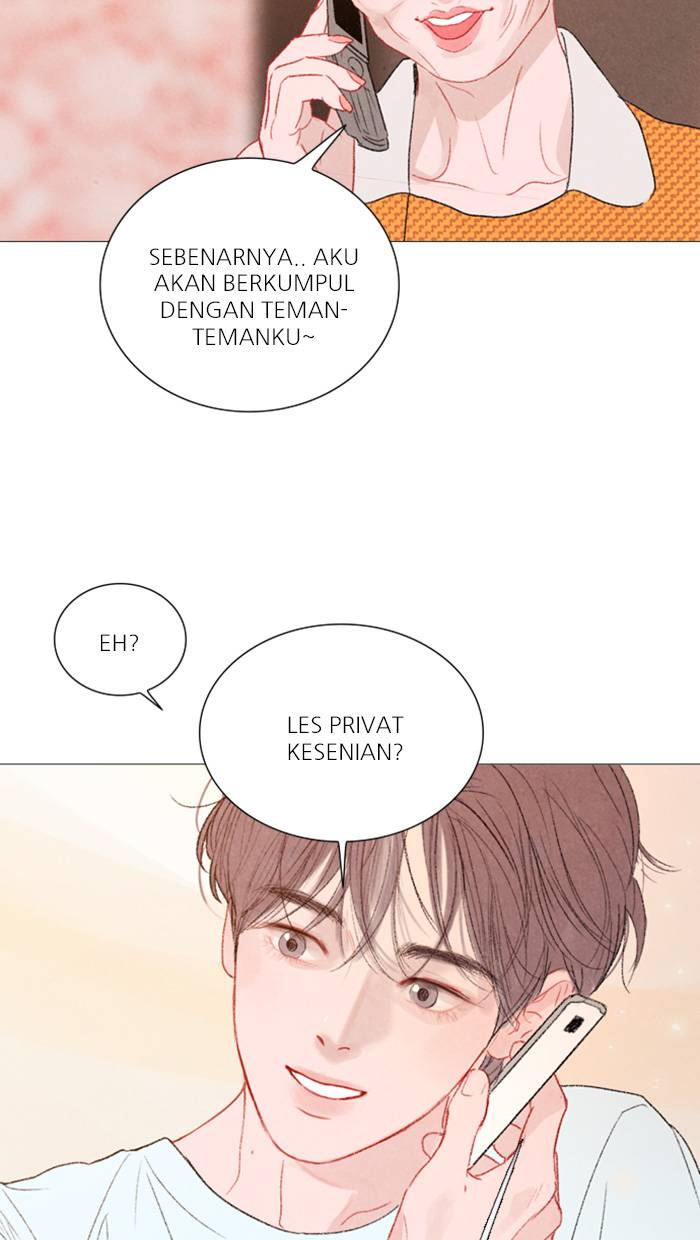 SEBENARNYA.. AKU
AKAN BERKUMPUL
DENGAN TEMAN-
TEMANKU~
EH?
LES PRIVAT
KESENIAN?